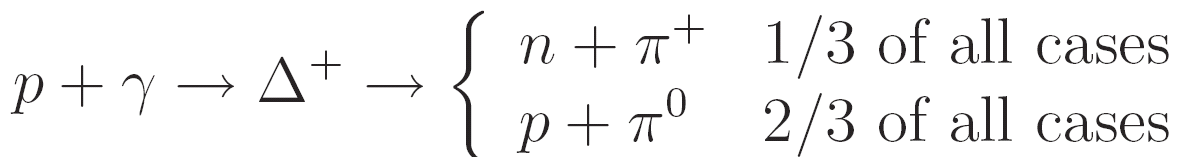 p + γ → Δ⁺ → { n + π⁺ 1/3 of all cases
p + π⁰ 2/3 of all cases